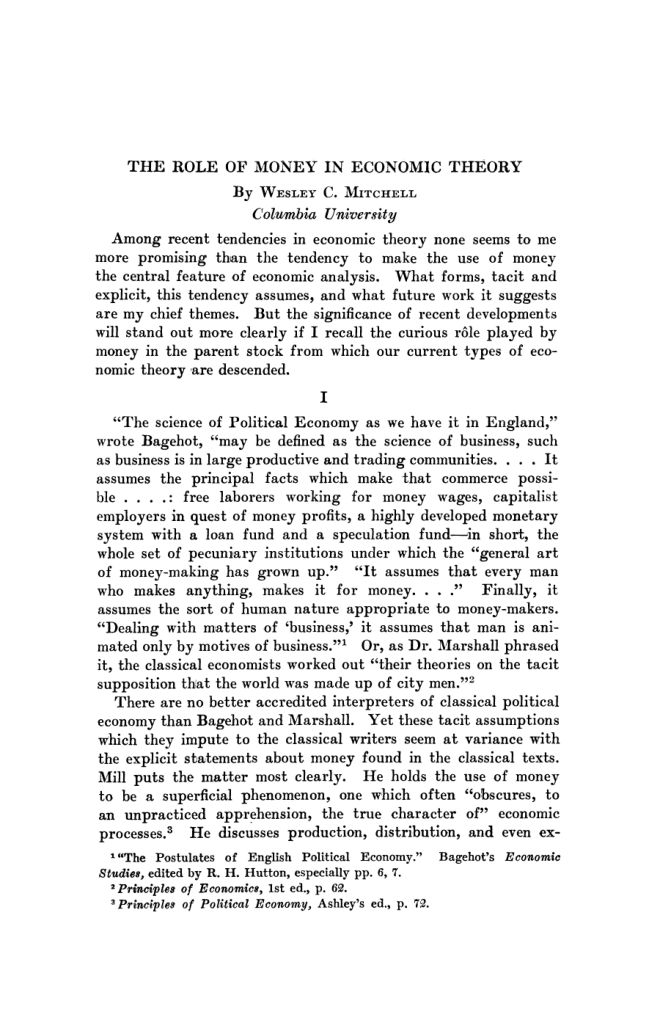 THE ROLE OF MONEY IN ECONOMIC THEORY
By Wesley C. Mitchell
Columbia University
Among recent tendencies in economic theory none seems to me
more promising than the tendency to make the use of money
the central feature of economic analysis. What forms, tacit and
explicit, this tendency assumes, and what future work it suggests
are my chief themes. But the significance of recent developments
will stand out more clearly if I recall the curious rôle played by
money in the parent stock from which our current types of eco-
nomic theory are descended.
I
“The science of Political Economy as we have it in England,”
wrote Bagehot, “may be defined as the science of business, such
as business is in large productive and trading communities. . . . It
assumes the principal facts which make that commerce possi-
ble . . . .: free laborers working for money wages, capitalist
employers in quest of money profits, a highly developed monetary
system with a loan fund and a speculation fund—in short, the
whole set of pecuniary institutions under which the “general art
of money-making has grown up.” “It assumes that every man
who makes anything, makes it for money. . . .” Finally, it
assumes the sort of human nature appropriate to money-makers.
“Dealing with matters of ‘business,’ it assumes that man is ani-
mated only by motives of business.”¹ Or, as Dr. Marshall phrased
it, the classical economists worked out “their theories on the tacit
supposition that the world was made up of city men.”²
There are no better accredited interpreters of classical political
economy than Bagehot and Marshall. Yet these tacit assumptions
which they impute to the classical writers seem at variance with
the explicit statements about money found in the classical texts.
Mill puts the matter most clearly. He holds the use of money
to be a superficial phenomenon, one which often “obscures, to
an unpracticed apprehension, the true character of” economic
processes.³ He discusses production, distribution, and even ex-
¹ “The Postulates of English Political Economy.” Bagehot's Economic
Studies, edited by R. H. Hutton, especially pp. 6, 7.
² Principles of Economics, 1st ed., p. 62.
³ Principles of Political Economy, Ashley's ed., p. 72.